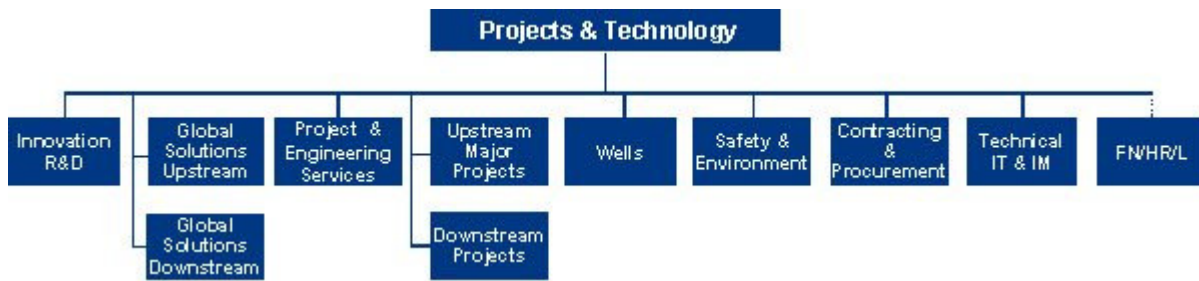 Projects & Technology
Innovation
R&D
Global
Solutions
Upstream
Project &
Engineering
Services
Upstream
Major
Projects
Wells
Safety &
Environment
Contracting
&
Procurement
Technical
IT & IM
FN/HR/L
Global
Solutions
Downstream
Downstream
Projects